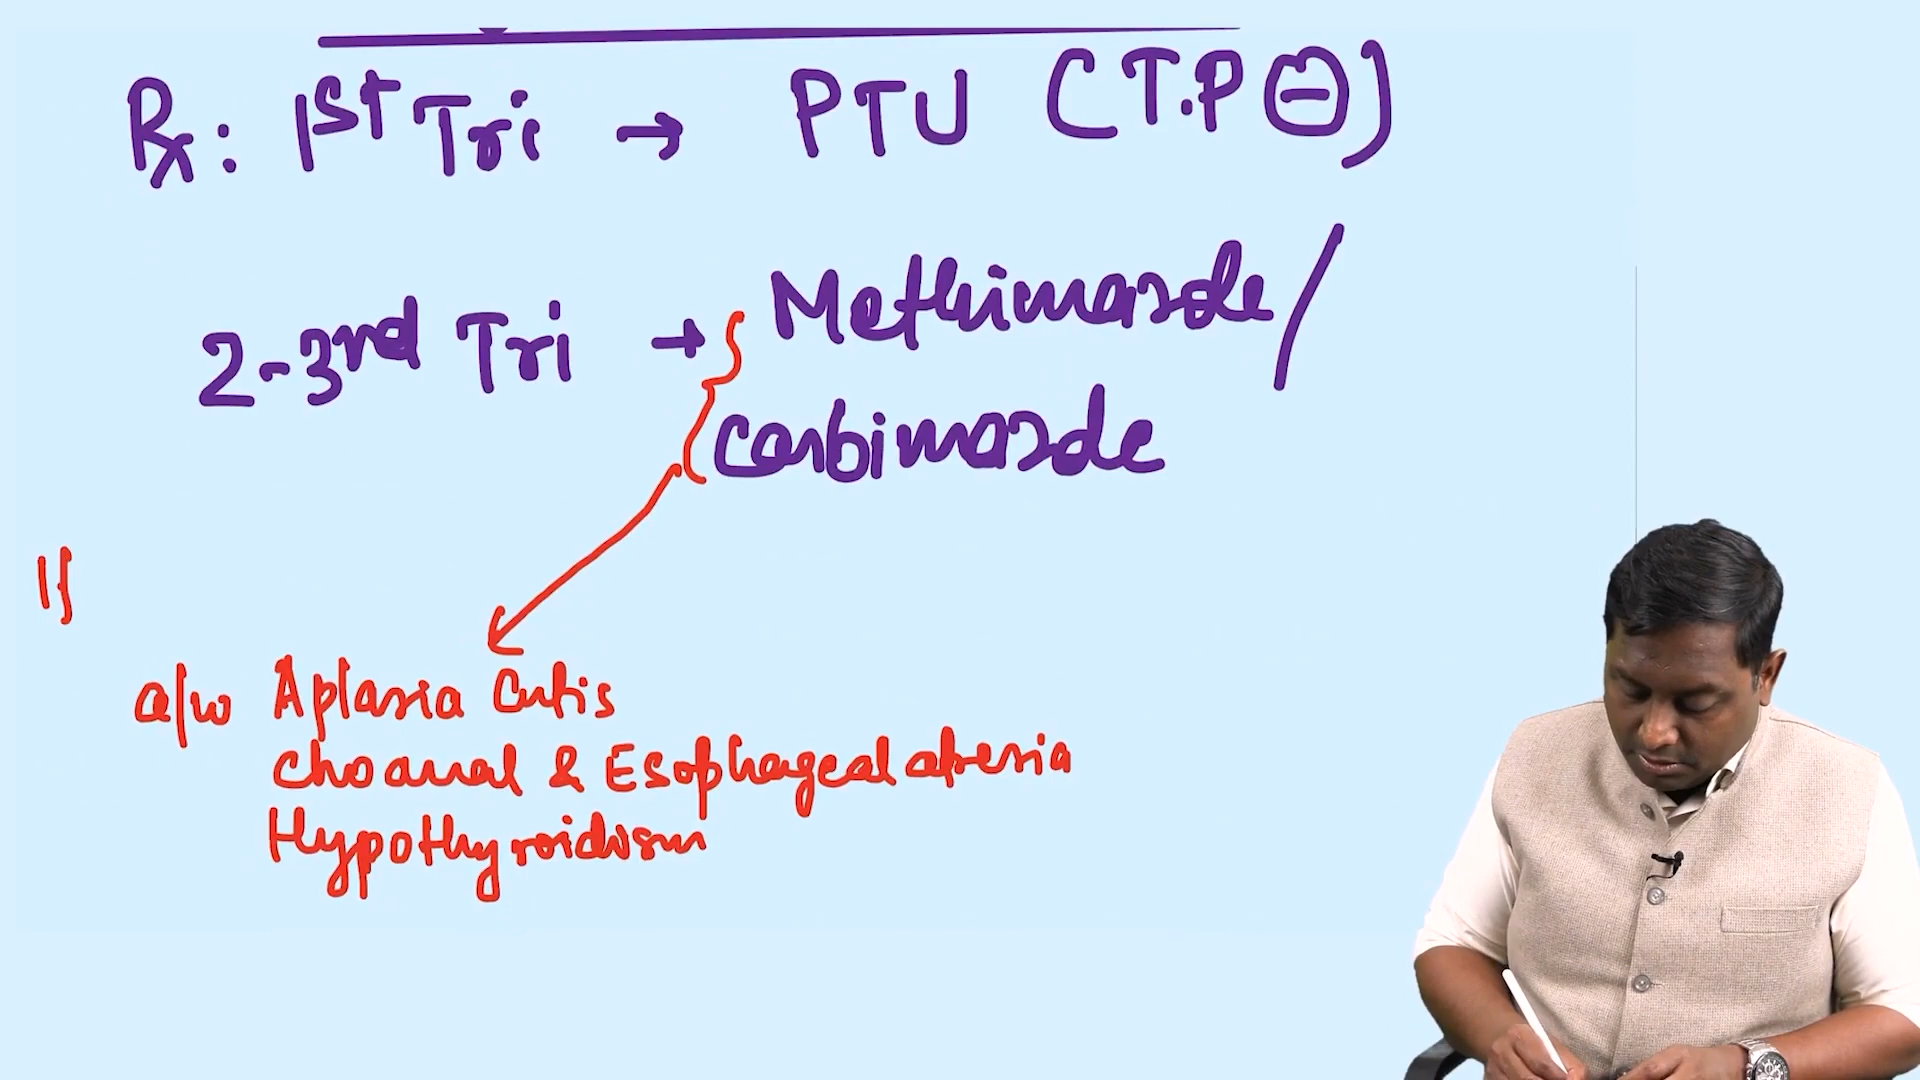 Rx: 1st Tri → PTU (T.P ⊖)
2-3rd Tri → Methimazole/
Carbimazole
If
a/w Aplasia Cutis
Choanal & Esophageal atresia
Hypothyroidism